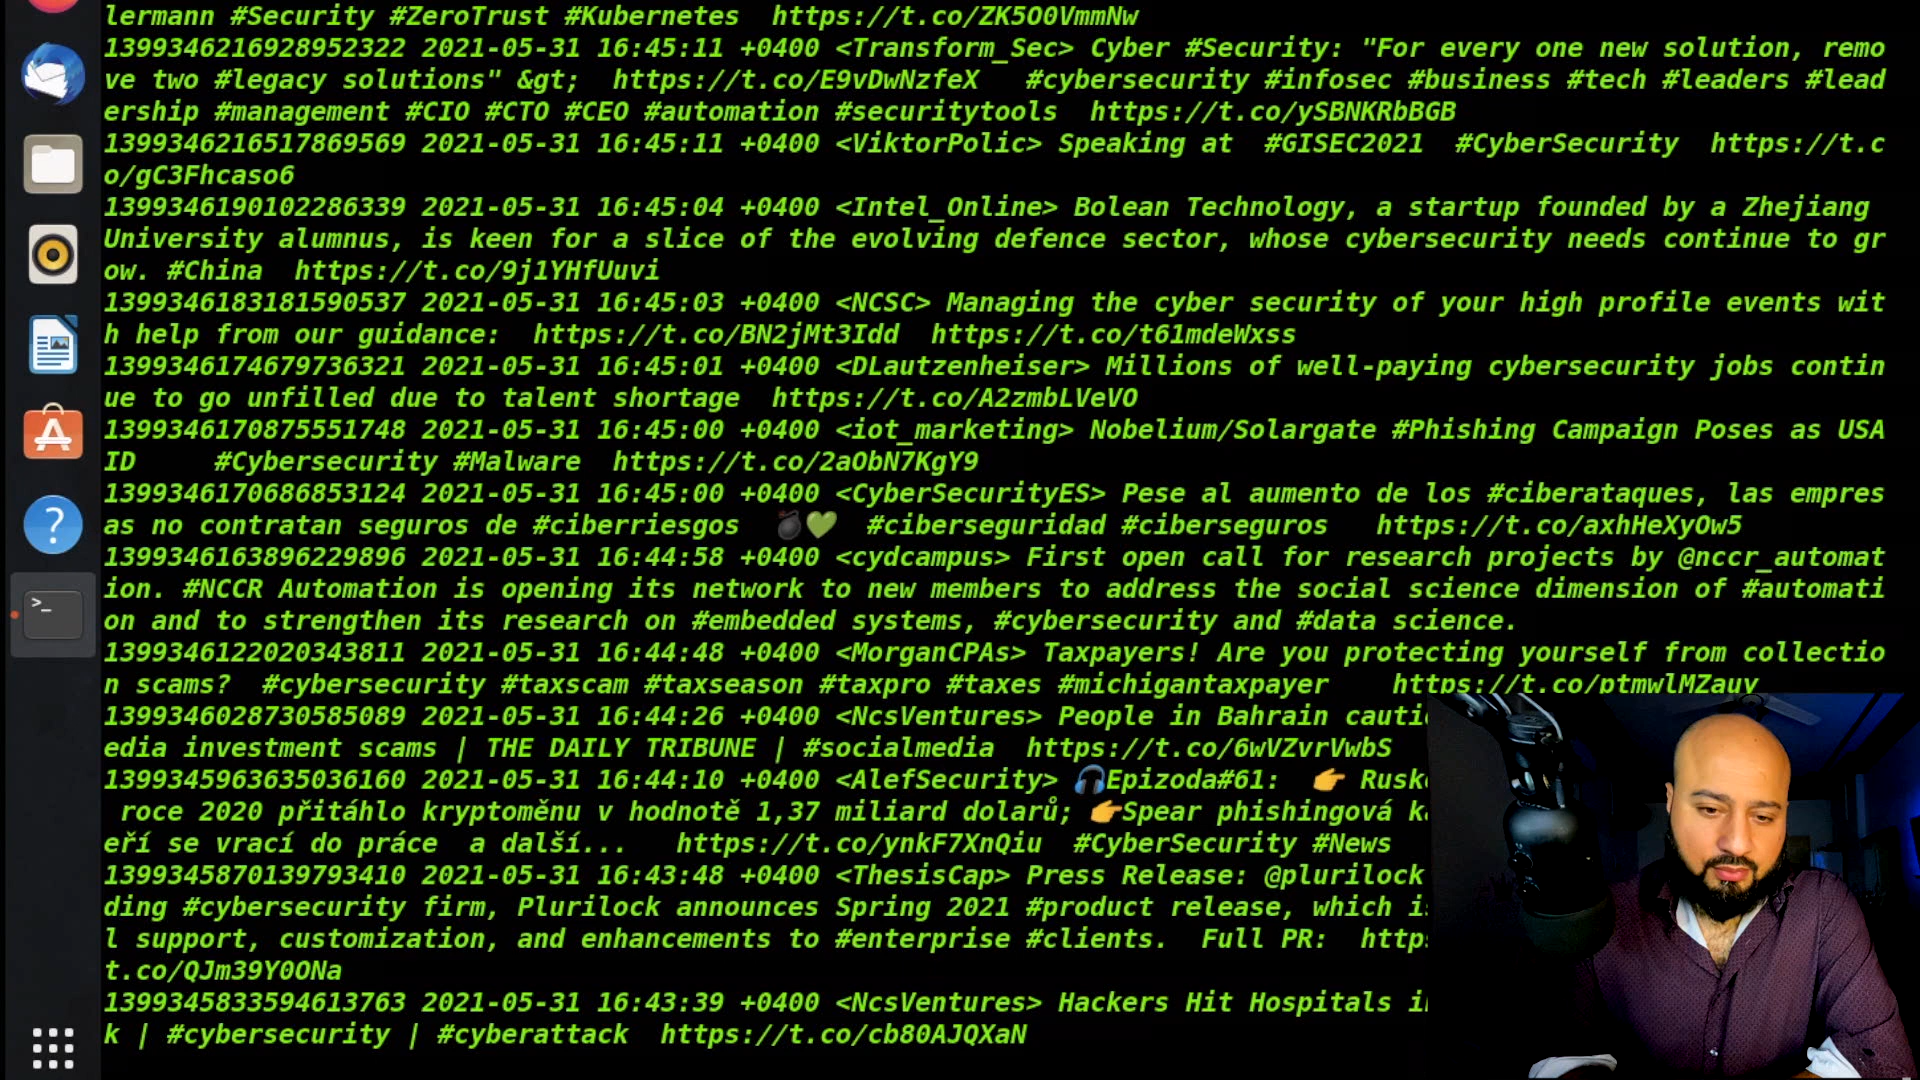 lermann #Security #ZeroTrust #Kubernetes  https://t.co/ZK5O0VmmNw
1399346216928952322 2021-05-31 16:45:11 +0400 <Transform_Sec> Cyber #Security: "For every one new solution, remo
ve two #legacy solutions" &gt;  https://t.co/E9vDwNzfeX   #cybersecurity #infosec #business #tech #leaders #lead
ership #management #CIO #CTO #CEO #automation #securitytools  https://t.co/ySBNKRbBGB
1399346216517869569 2021-05-31 16:45:11 +0400 <ViktorPolic> Speaking at  #GISEC2021  #CyberSecurity  https://t.c
o/gC3Fhcaso6
1399346190102286339 2021-05-31 16:45:04 +0400 <Intel_Online> Bolean Technology, a startup founded by a Zhejiang
University alumnus, is keen for a slice of the evolving defence sector, whose cybersecurity needs continue to gr
ow. #China  https://t.co/9j1YHfUuvi
1399346183181590537 2021-05-31 16:45:03 +0400 <NCSC> Managing the cyber security of your high profile events wit
h help from our guidance:  https://t.co/BN2jMt3Idd  https://t.co/t61mdeWxss
1399346174679736321 2021-05-31 16:45:01 +0400 <DLautzenheiser> Millions of well-paying cybersecurity jobs contin
ue to go unfilled due to talent shortage  https://t.co/A2zmbLVeVO
1399346170875551748 2021-05-31 16:45:00 +0400 <iot_marketing> Nobelium/Solargate #Phishing Campaign Poses as USA
ID     #Cybersecurity #Malware  https://t.co/2aObN7KgY9
1399346170686853124 2021-05-31 16:45:00 +0400 <CyberSecurityES> Pese al aumento de los #ciberataques, las empres
as no contratan seguros de #ciberriesgos  💣💚  #ciberseguridad #ciberseguros   https://t.co/axhHeXyOw5
1399346163896229896 2021-05-31 16:44:58 +0400 <cydcampus> First open call for research projects by @nccr_automat
ion. #NCCR Automation is opening its network to new members to address the social science dimension of #automati
on and to strengthen its research on #embedded systems, #cybersecurity and #data science.
1399346122020343811 2021-05-31 16:44:48 +0400 <MorganCPAs> Taxpayers! Are you protecting yourself from collectio
n scams?  #cybersecurity #taxscam #taxseason #taxpro #taxes #michigantaxpayer    https://t.co/ptmwlMZauy
1399346028730585089 2021-05-31 16:44:26 +0400 <NcsVentures> People in Bahrain
edia investment scams | THE DAILY TRIBUNE | #socialmedia  https://t.co/6wVZvrVwbS
1399345963635036160 2021-05-31 16:44:10 +0400 <AlefSecurity> 🎧Epizoda#61:  👉
roce 2020 přitáhlo kryptoměnu v hodnotě 1,37 miliard dolarů; 👉Spear phishingová
eří se vrací do práce  a další...   https://t.co/ynkF7XnQiu  #CyberSecurity #News
1399345870139793410 2021-05-31 16:43:48 +0400 <ThesisCap> Press Release: @plurilock
ding #cybersecurity firm, Plurilock announces Spring 2021 #product release, which
l support, customization, and enhancements to #enterprise #clients.  Full PR:
t.co/QJm39Y0ONa
1399345833594613763 2021-05-31 16:43:39 +0400 <NcsVentures> Hackers Hit Hospitals
k | #cybersecurity | #cyberattack  https://t.co/cb80AJQXaN